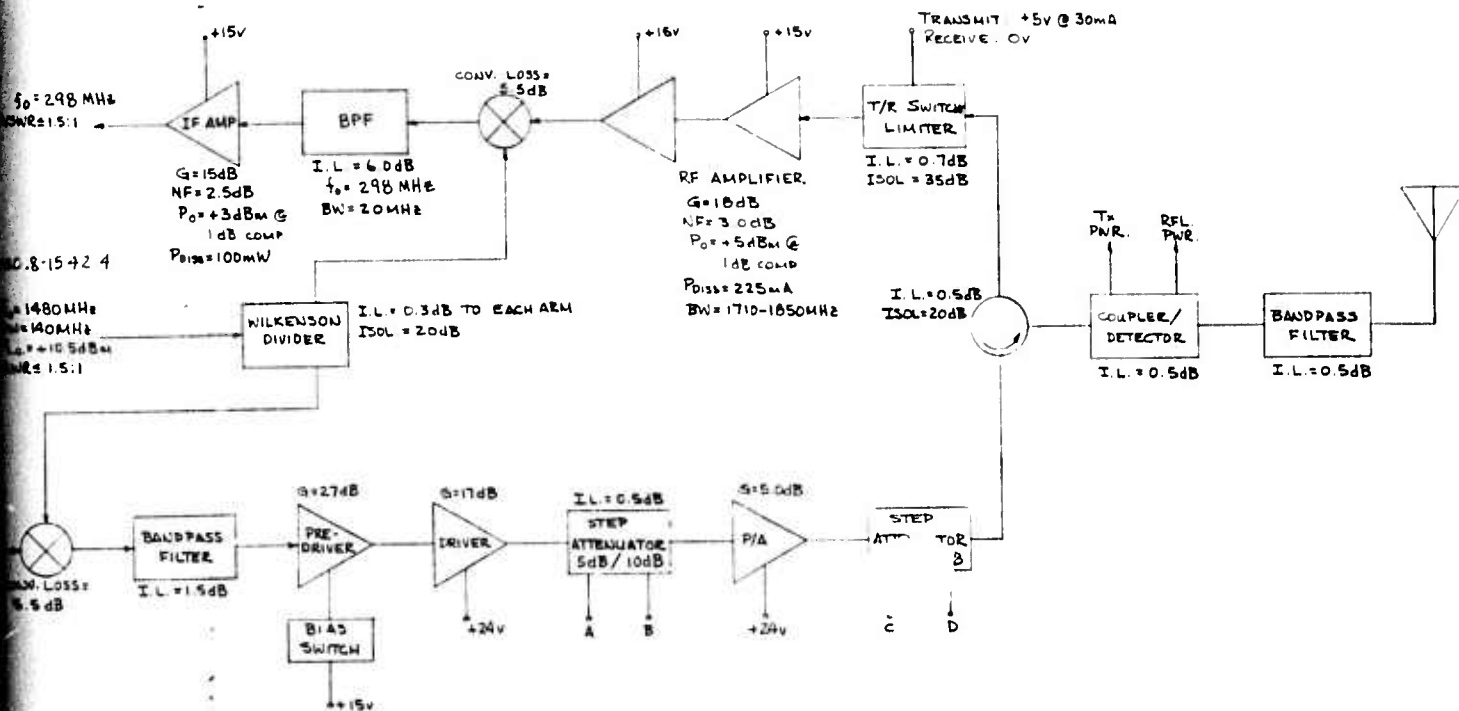 +15V
f₀ = 298 MHz
IF AMP
G=15dB
NF=2.5dB
P₀=+3dBm @
1dB COMP
PDISS=100mW
BPF
I.L.=6.0dB
f₀=298 MHz
BW=20MHz
CONV. LOSS=
5.5dB
+15V
RF AMPLIFIER.
G=18dB
NF=3.0dB
P₀=+5dBm @
1dB COMP
PDISS=225mA
BW=1710-1850MHz
TRANSMIT +5V @ 30mA
RECEIVE 0V
T/R SWITCH
LIMITER
I.L.=0.7dB
ISOL=35dB
1480MHz
140MHz
1.5:1
WILKENSON
DIVIDER
I.L.=0.3dB TO EACH ARM
ISOL=20dB
I.L.=0.5dB
ISOL=20dB
Tx
PWR.
RFL.
PWR.
COUPLER/
DETECTOR
I.L.=0.5dB
BANDPASS
FILTER
I.L.=0.5dB
LOSS=
5.5dB
BANDPASS
FILTER
I.L.=1.5dB
G=27dB
PRE-
DRIVER
BIAS
SWITCH
+15V
G=17dB
DRIVER
+24V
I.L.=0.5dB
STEP
ATTENUATOR
5dB/10dB
A
B
G=5.0dB
P/A
+24V
STEP
C
D